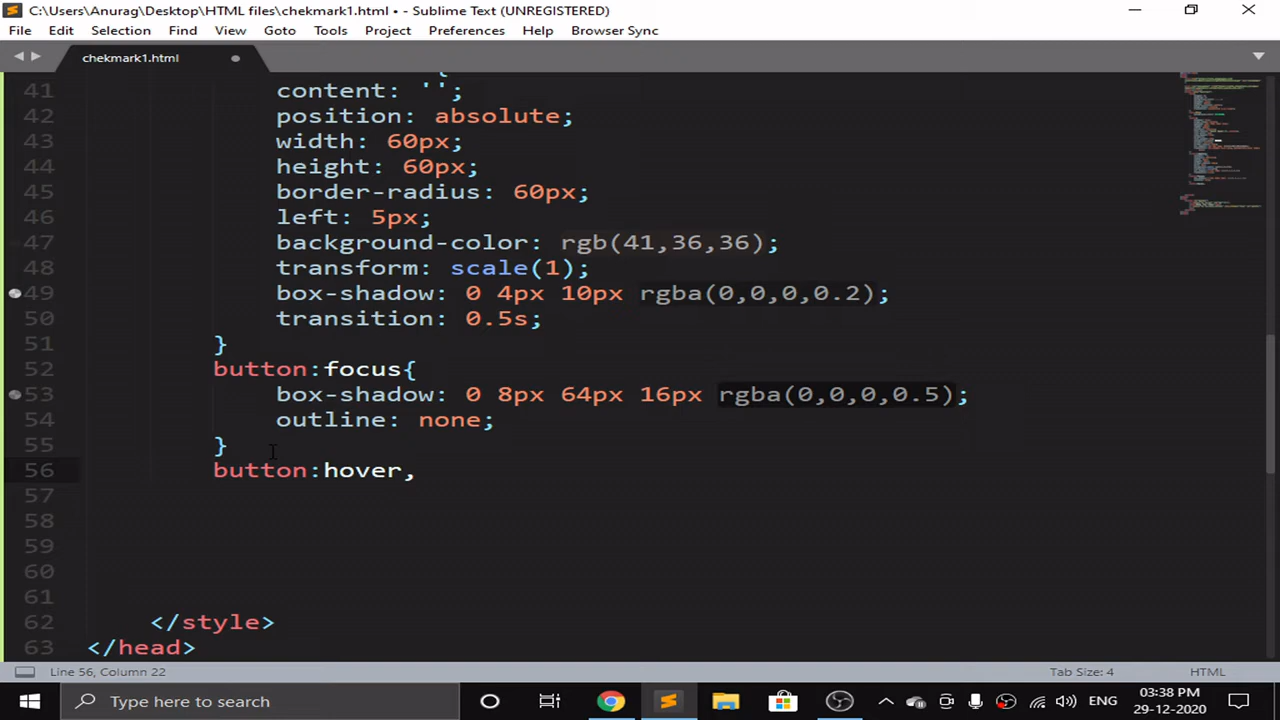 C:\Users\Anurag\Desktop\HTML files\chekmark1.html • - Sublime Text (UNREGISTERED)
File Edit Selection Find View Goto Tools Project Preferences Help Browser Sync
chekmark1.html
41 content: '';
42 position: absolute;
43 width: 60px;
44 height: 60px;
45 border-radius: 60px;
46 left: 5px;
47 background-color: rgb(41,36,36);
48 transform: scale(1);
49 box-shadow: 0 4px 10px rgba(0,0,0,0.2);
50 transition: 0.5s;
51 }
52 button:focus{
53 box-shadow: 0 8px 64px 16px rgba(0,0,0,0.5);
54 outline: none;
55 }
56 button:hover,
57
58
59
60
61
62 </style>
63 </head>
Line 56, Column 22 Tab Size: 4 HTML
Type here to search ENG 03:38 PM
29-12-2020